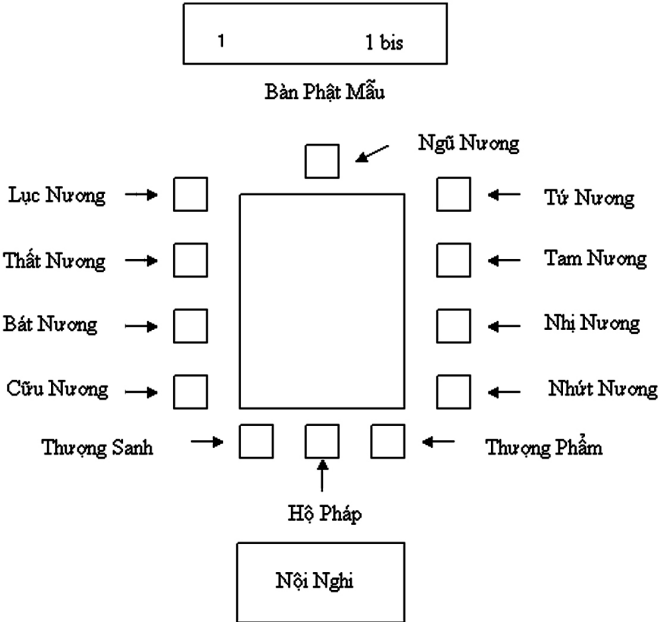 1 1 bis
Bàn Phật Mẫu
Ngũ Nương
Lục Nương
Tứ Nương
Thất Nương
Tam Nương
Bát Nương
Nhị Nương
Cữu Nương
Nhứt Nương
Thượng Sanh
Thượng Phẩm
Hộ Pháp
Nội Nghi